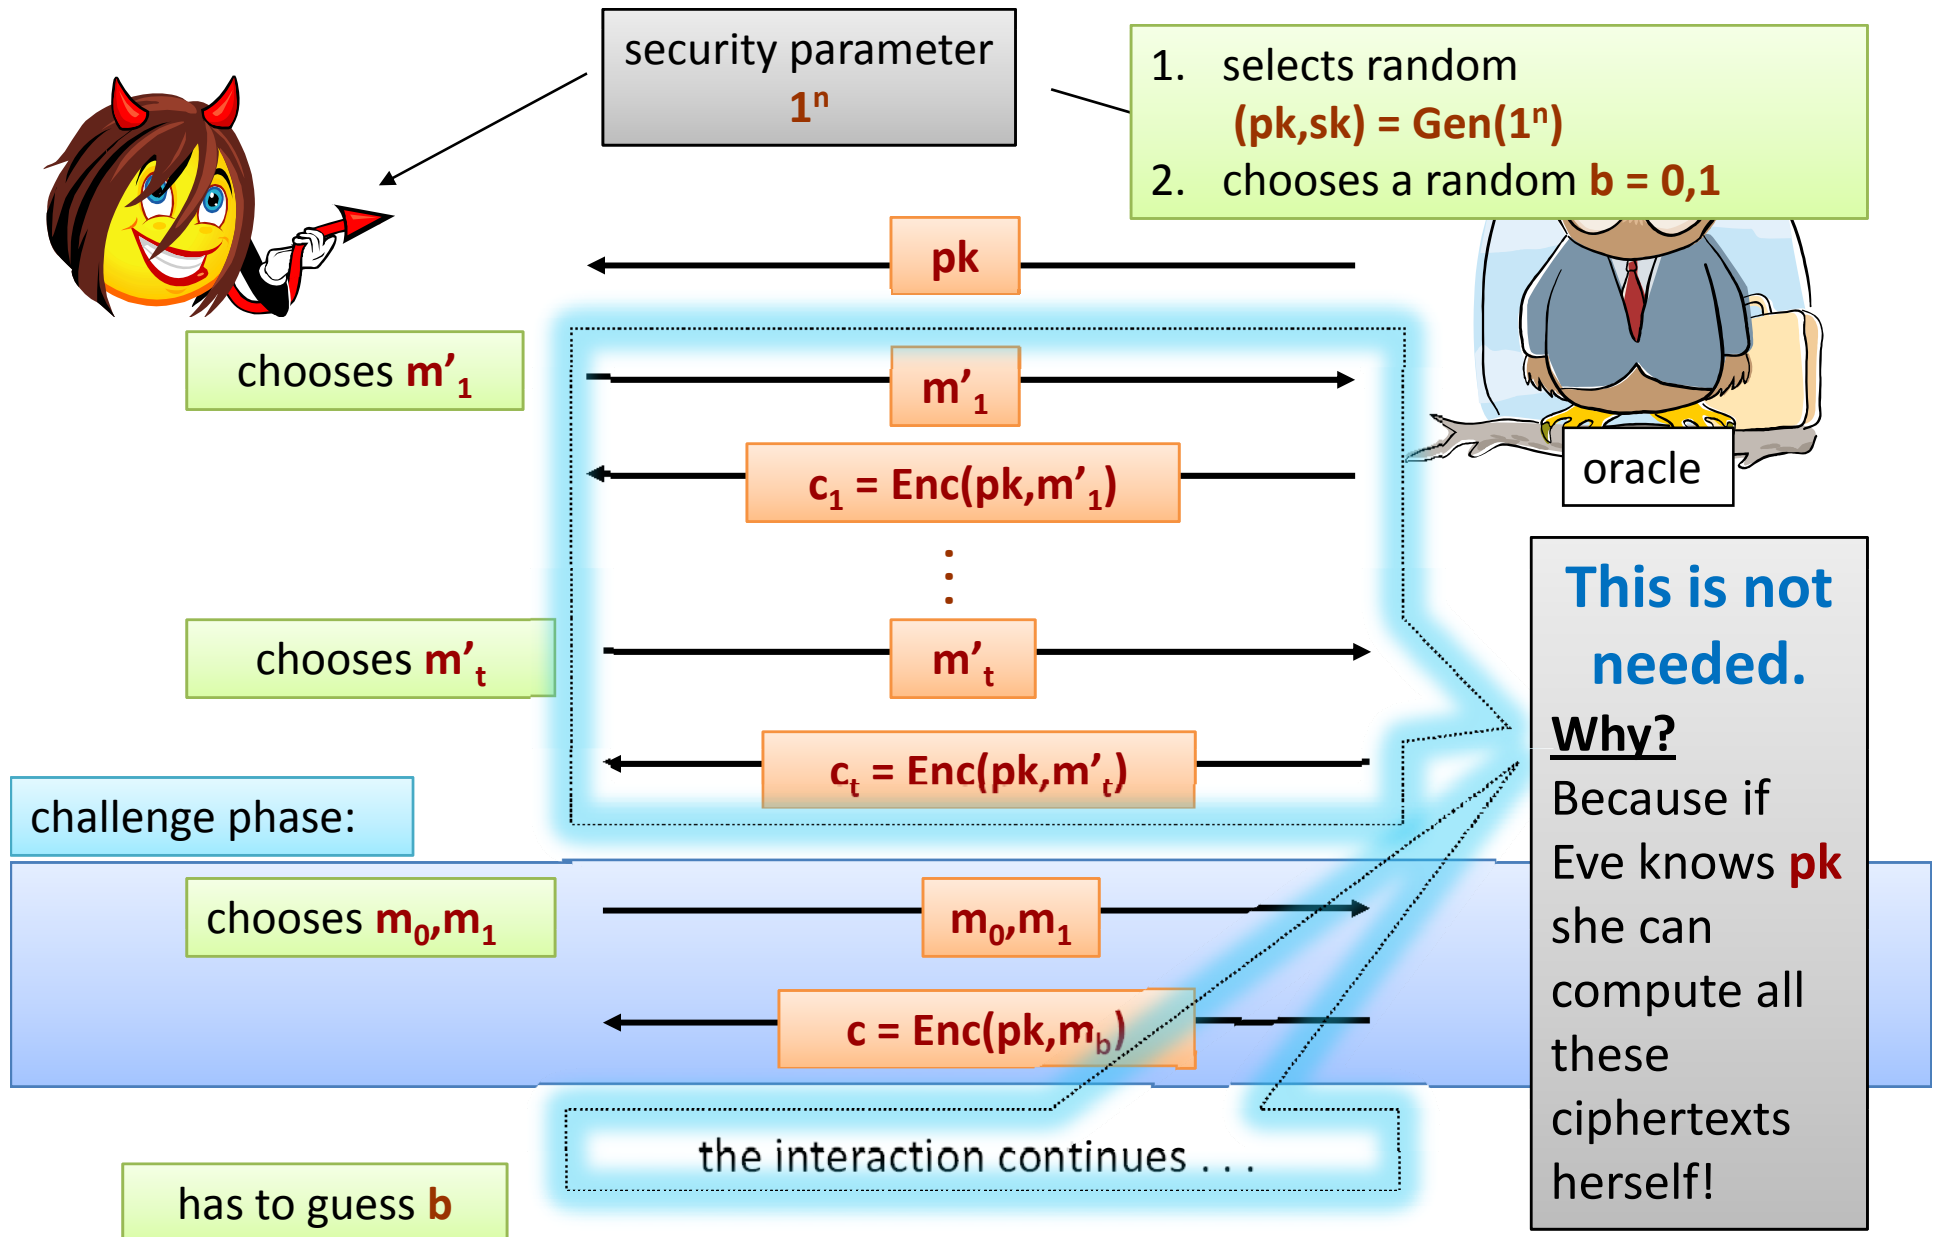 security parameter
1ⁿ
1. selects random
(pk,sk) = Gen(1ⁿ)
2. chooses a random b = 0,1
pk
chooses m’₁
m’₁
c₁ = Enc(pk,m’₁)
oracle
⋮
chooses m’ₜ
m’ₜ
cₜ = Enc(pk,m’ₜ)
This is not
needed.
Why?
Because if
Eve knows pk
she can
compute all
these
ciphertexts
herself!
challenge phase:
chooses m₀,m₁
m₀,m₁
c = Enc(pk,m_b)
the interaction continues . . .
has to guess b